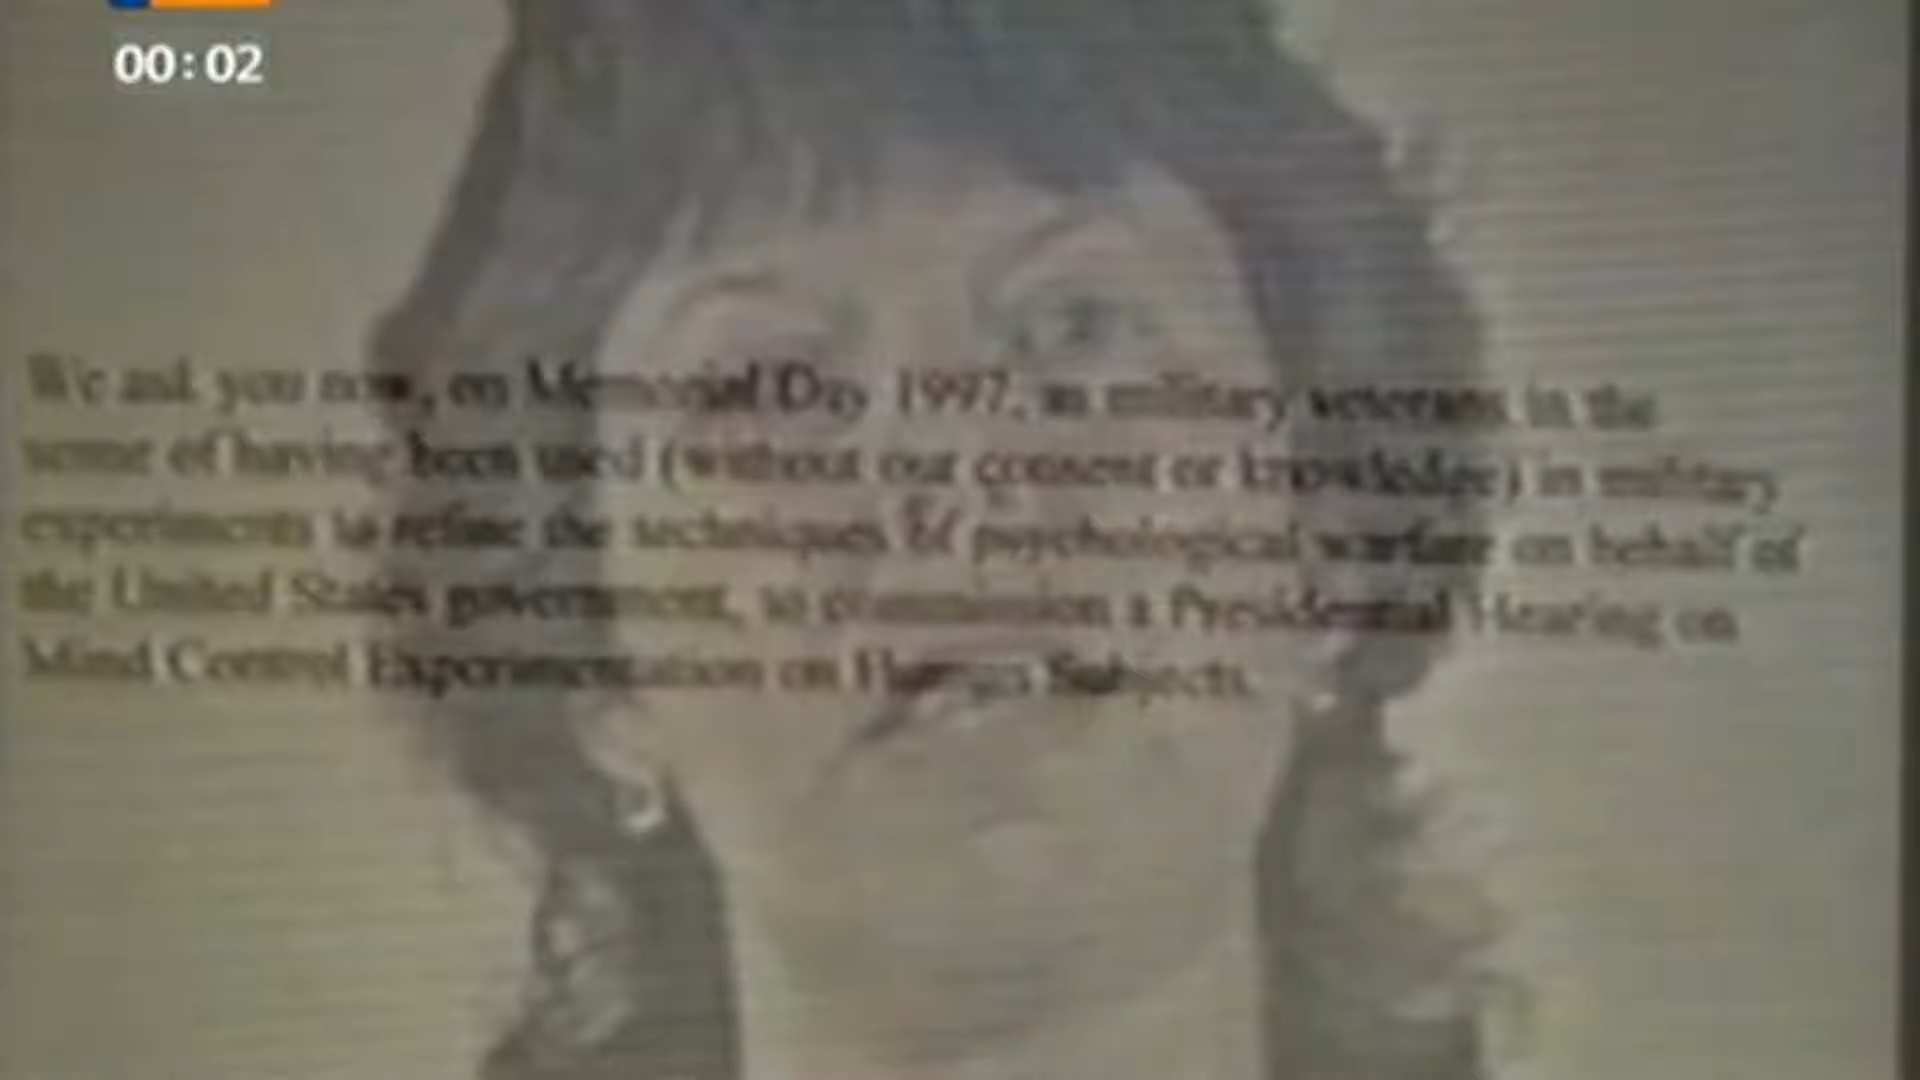 00:02
We ask you now, on Memorial Day 1997, as military veterans in the
sense of having been used (without our consent or knowledge) in military
experiments to refine the techniques of psychological warfare on behalf of
the United States government, to commission a Presidential Hearing on
Mind Control Experimentation on Human Subjects.